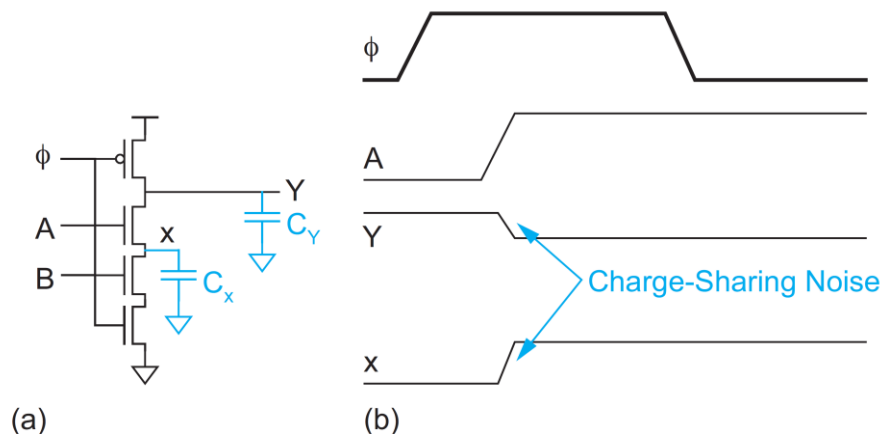 ϕ
A
B
x
Y
C_Y
C_x
(a)
ϕ
A
Y
Charge-Sharing Noise
x
(b)